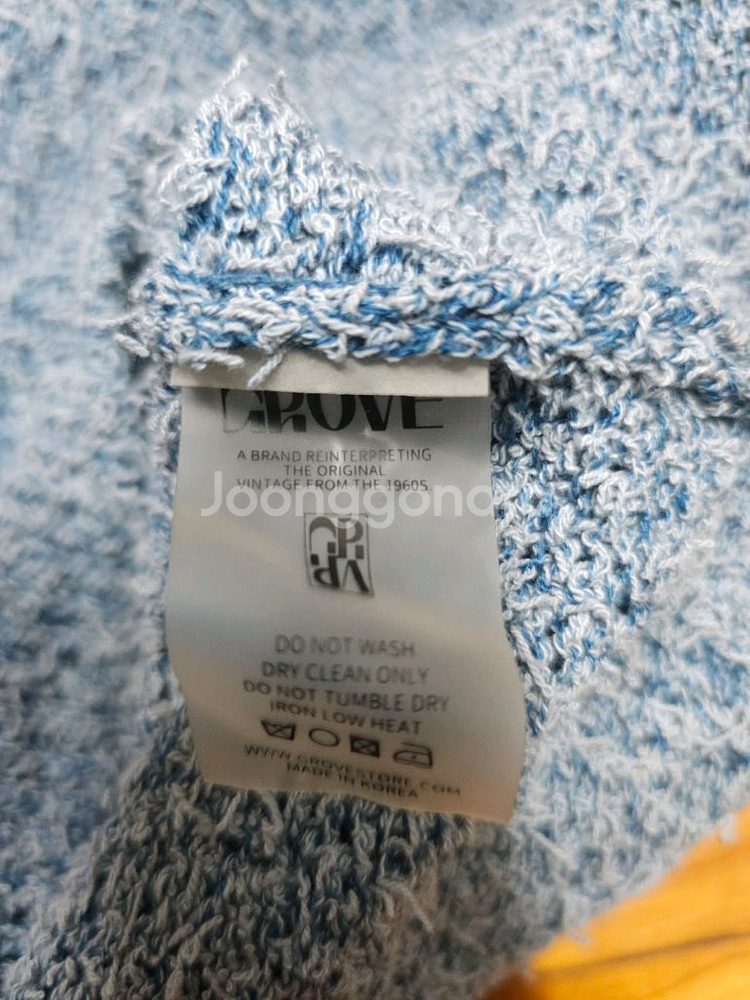 GROVE
A BRAND REINTERPRETING
THE ORIGINAL
VINTAGE FROM THE 1960S.
Joonggona
DO NOT WASH
DRY CLEAN ONLY
DO NOT TUMBLE DRY
IRON LOW HEAT
WWW.GROVESTORE.COM
MADE IN KOREA